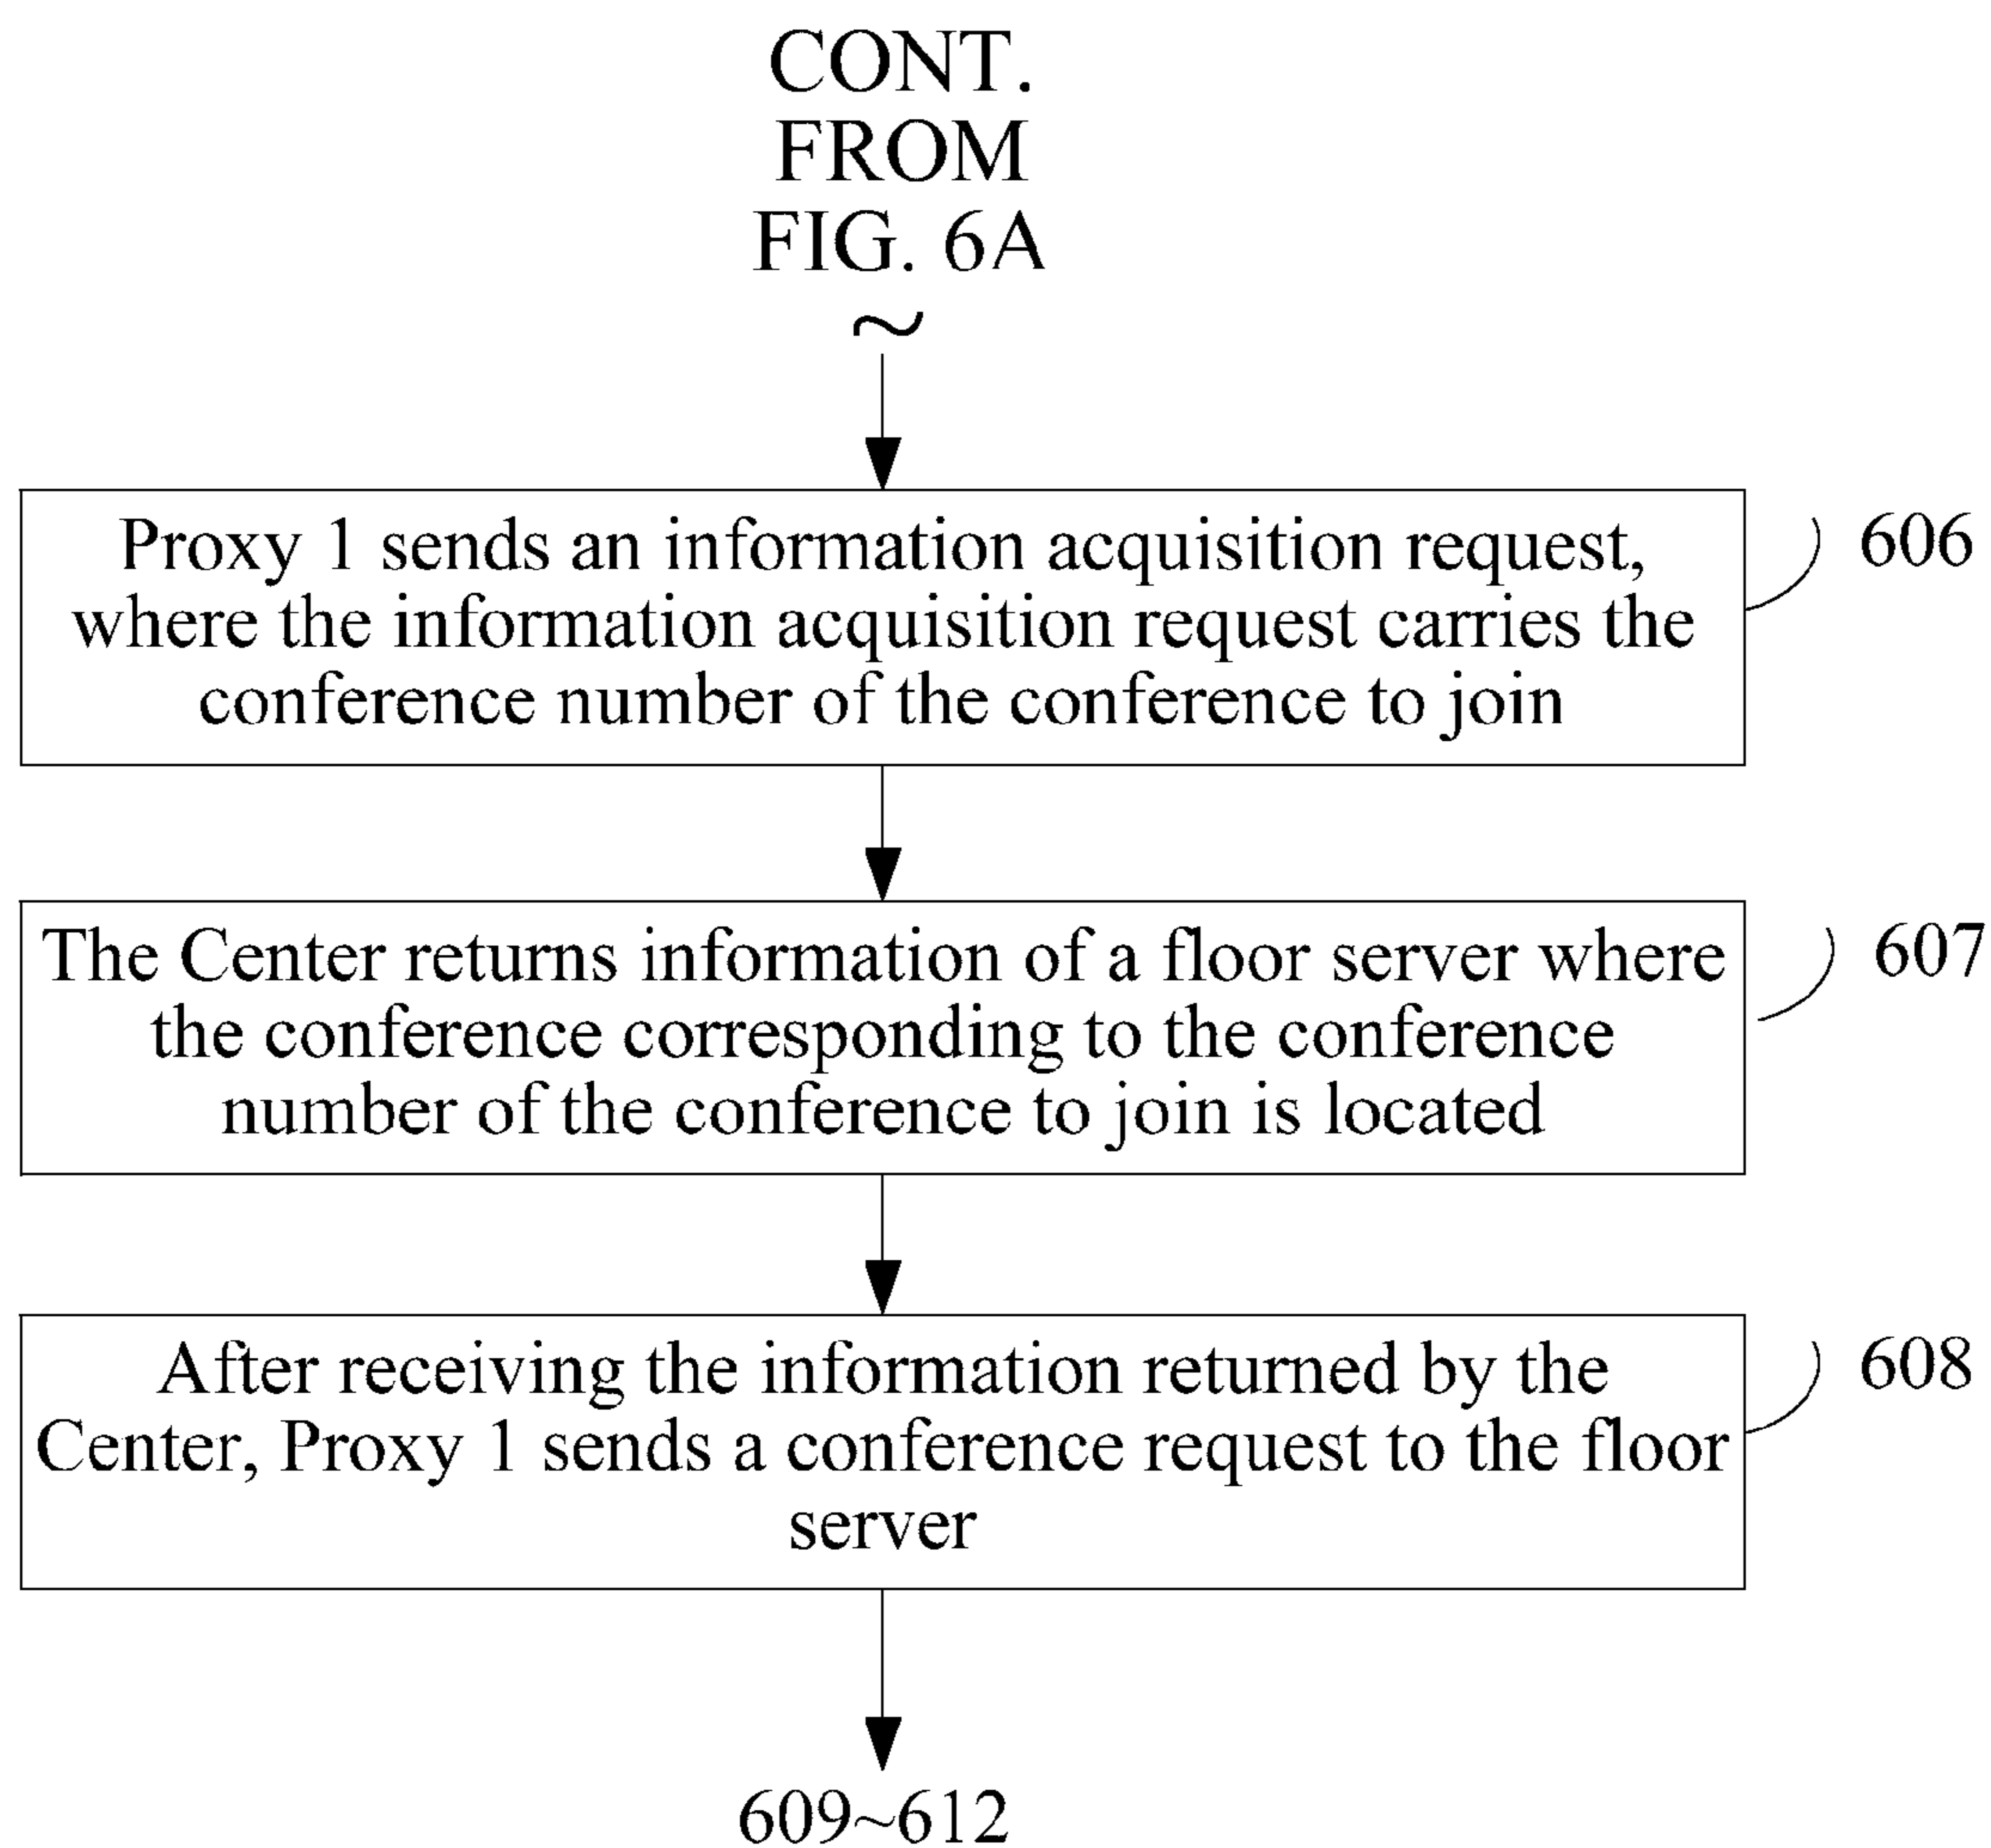 CONT.
FROM
FIG. 6A
~
Proxy 1 sends an information acquisition request,
where the information acquisition request carries the
conference number of the conference to join
606
The Center returns information of a floor server where
the conference corresponding to the conference
number of the conference to join is located
607
After receiving the information returned by the
Center, Proxy 1 sends a conference request to the floor
server
608
609~612